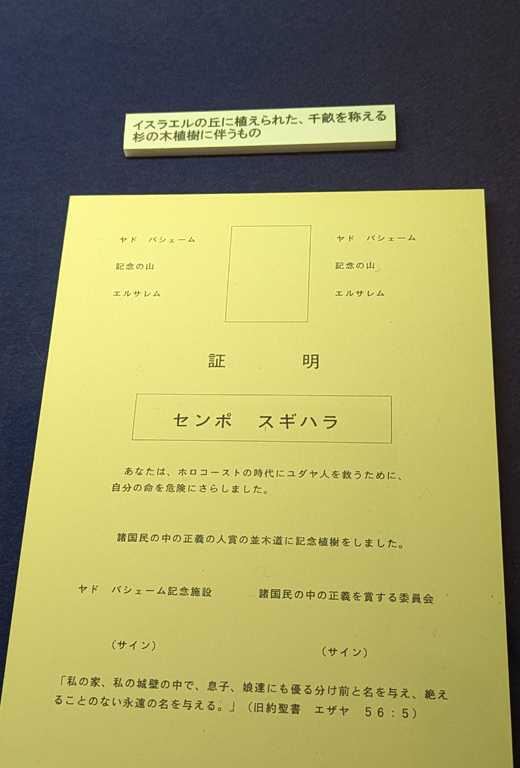 イスラエルの丘に植えられた、千畝を称える
杉の木植樹に伴うもの
ヤド　バシェーム
記念の山
エルサレム
ヤド　バシェーム
記念の山
エルサレム
証　　　明
センポ　スギハラ
あなたは、ホロコーストの時代にユダヤ人を救うために、
自分の命を危険にさらしました。
諸国民の中の正義の人賞の並木道に記念植樹をしました。
ヤド　バシェーム記念施設
諸国民の中の正義を賞する委員会
（サイン）
（サイン）
「私の家、私の城壁の中で、息子、娘達にも優る分け前と名を与え、絶え
ることのない永遠の名を与える。」（旧約聖書　エザヤ　５６：５）